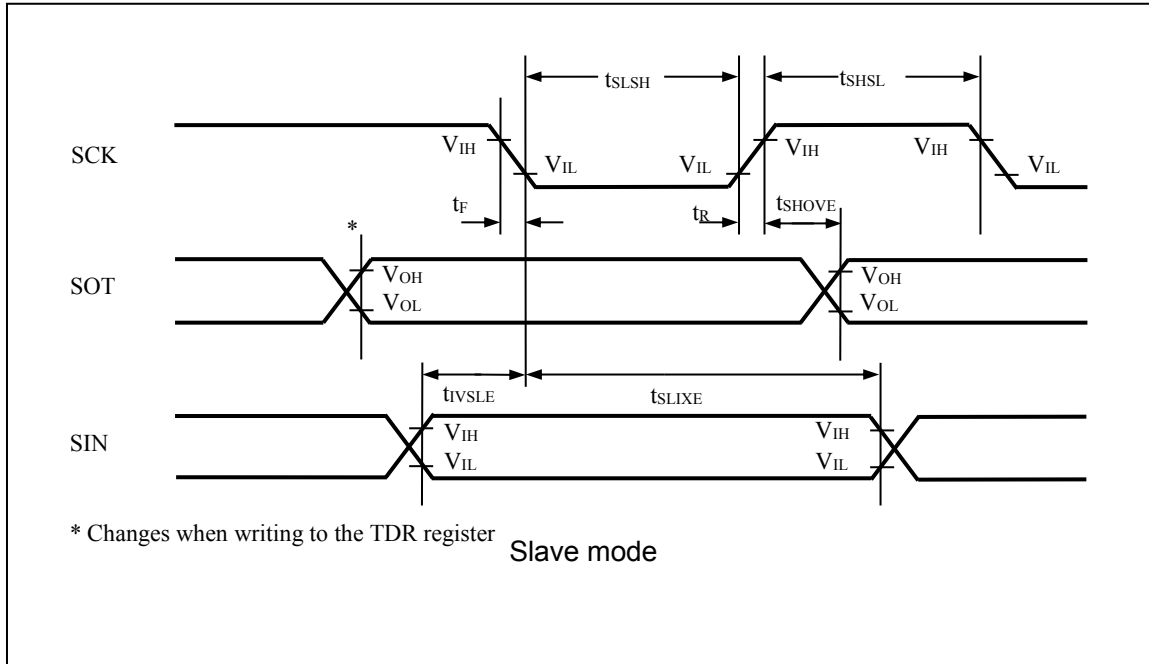 tSLSH tSHSL
SCK VIH VIL VIL VIH VIH VIL
tF tR tSHOVE
*
SOT VOH VOH
VOL VOL
tIVSLE tSLIXE
SIN VIH VIH
VIL VIL
* Changes when writing to the TDR register
Slave mode